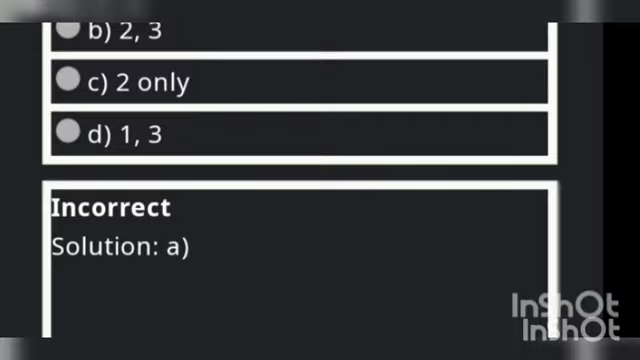 b) 2, 3
c) 2 only
d) 1, 3
Incorrect
Solution: a)
InShOt
InShOt